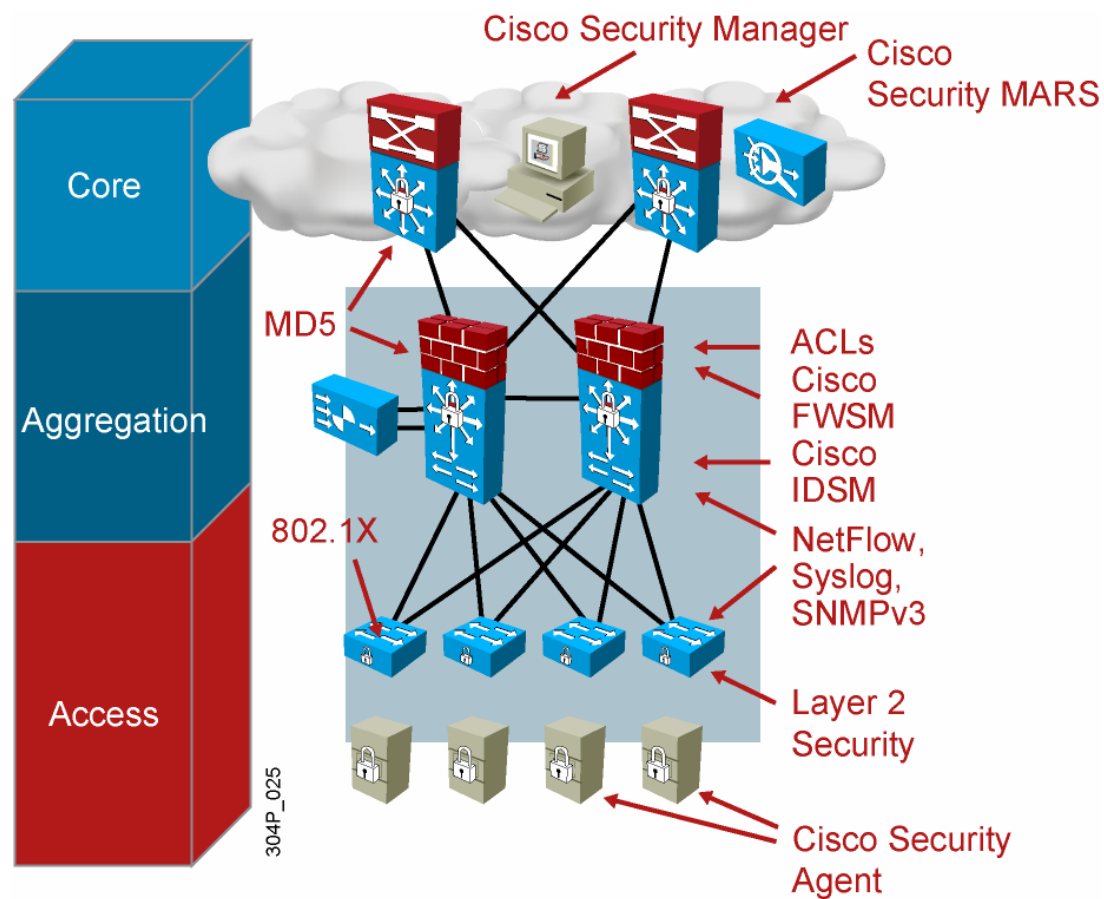 Cisco Security Manager
Cisco
Security MARS
Core
MD5
ACLs
Cisco
FWSM
Cisco
IDSM
Aggregation
802.1X
NetFlow,
Syslog,
SNMPv3
Access
Layer 2
Security
304P_025
Cisco Security
Agent